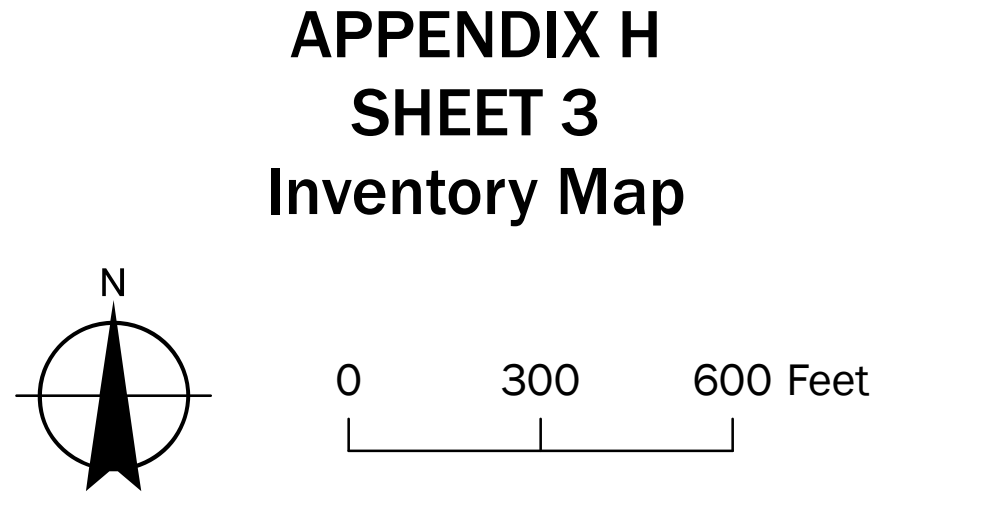 APPENDIX H
SHEET 3
Inventory Map
N
0 300 600 Feet